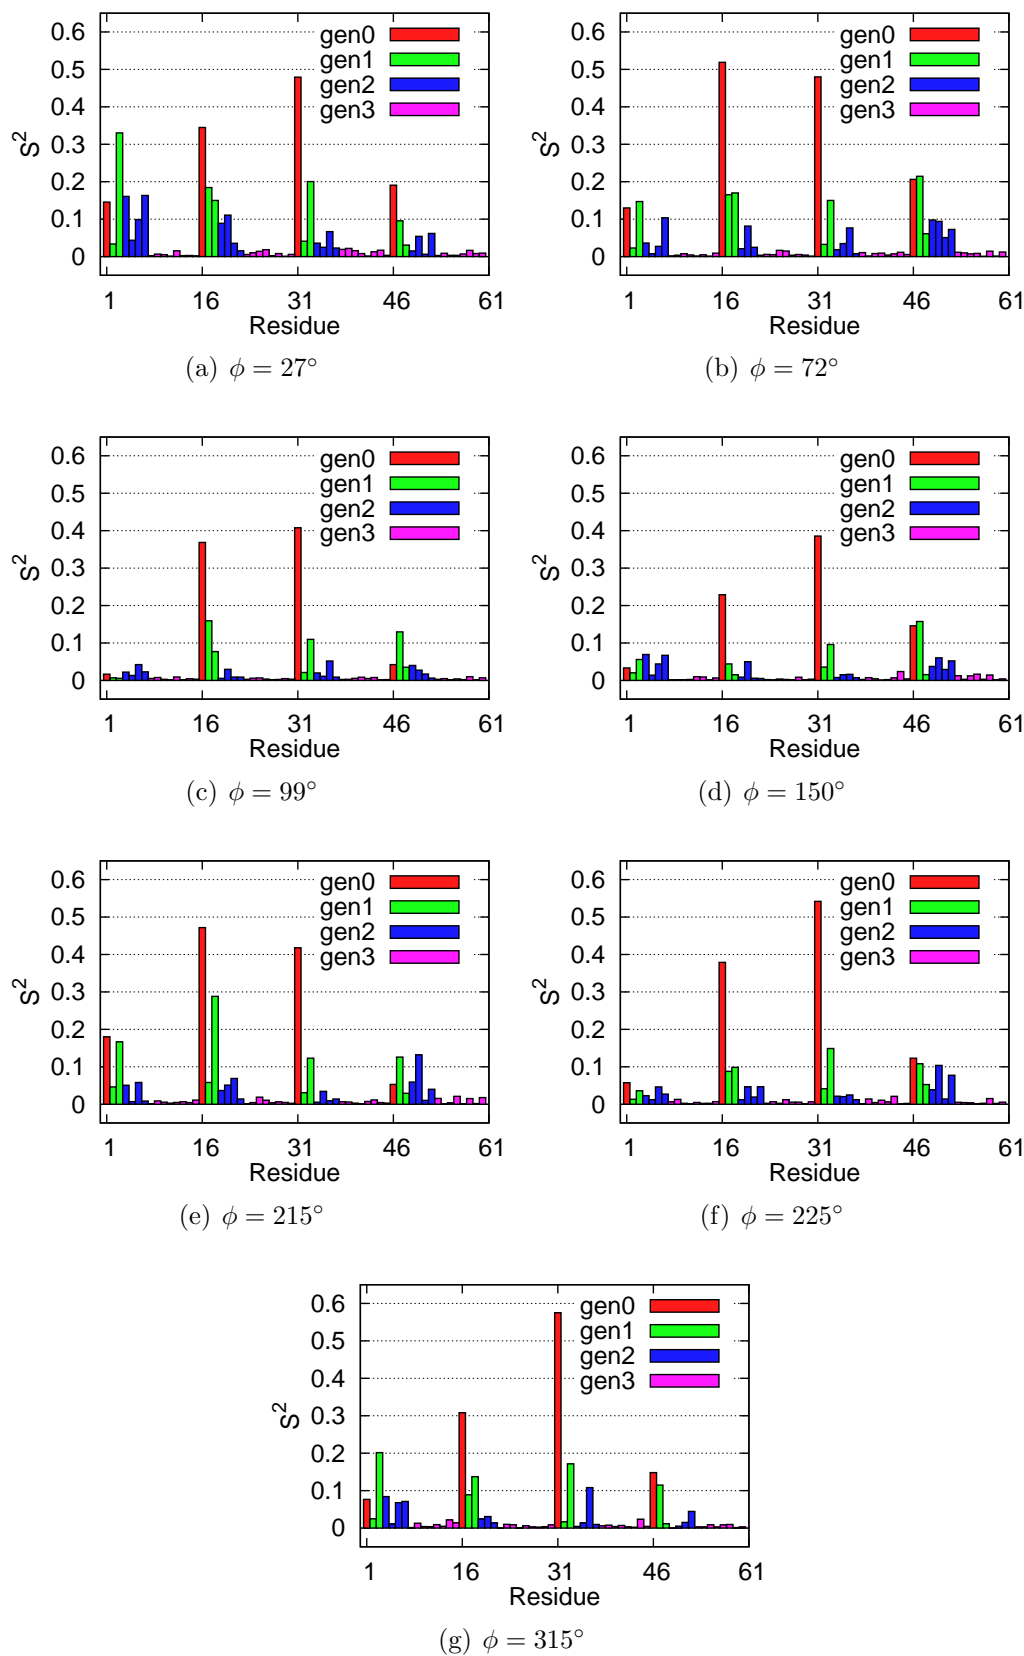 0.6
0.5
0.4
0.3
0.2
0.1
0
S²
gen0
gen1
gen2
gen3
1 16 31 46 61
Residue
(a) ϕ = 27°
0.6
0.5
0.4
0.3
0.2
0.1
0
S²
gen0
gen1
gen2
gen3
1 16 31 46 61
Residue
(b) ϕ = 72°
0.6
0.5
0.4
0.3
0.2
0.1
0
S²
gen0
gen1
gen2
gen3
1 16 31 46 61
Residue
(c) ϕ = 99°
0.6
0.5
0.4
0.3
0.2
0.1
0
S²
gen0
gen1
gen2
gen3
1 16 31 46 61
Residue
(d) ϕ = 150°
0.6
0.5
0.4
0.3
0.2
0.1
0
S²
gen0
gen1
gen2
gen3
1 16 31 46 61
Residue
(e) ϕ = 215°
0.6
0.5
0.4
0.3
0.2
0.1
0
S²
gen0
gen1
gen2
gen3
1 16 31 46 61
Residue
(f) ϕ = 225°
0.6
0.5
0.4
0.3
0.2
0.1
0
S²
gen0
gen1
gen2
gen3
1 16 31 46 61
Residue
(g) ϕ = 315°